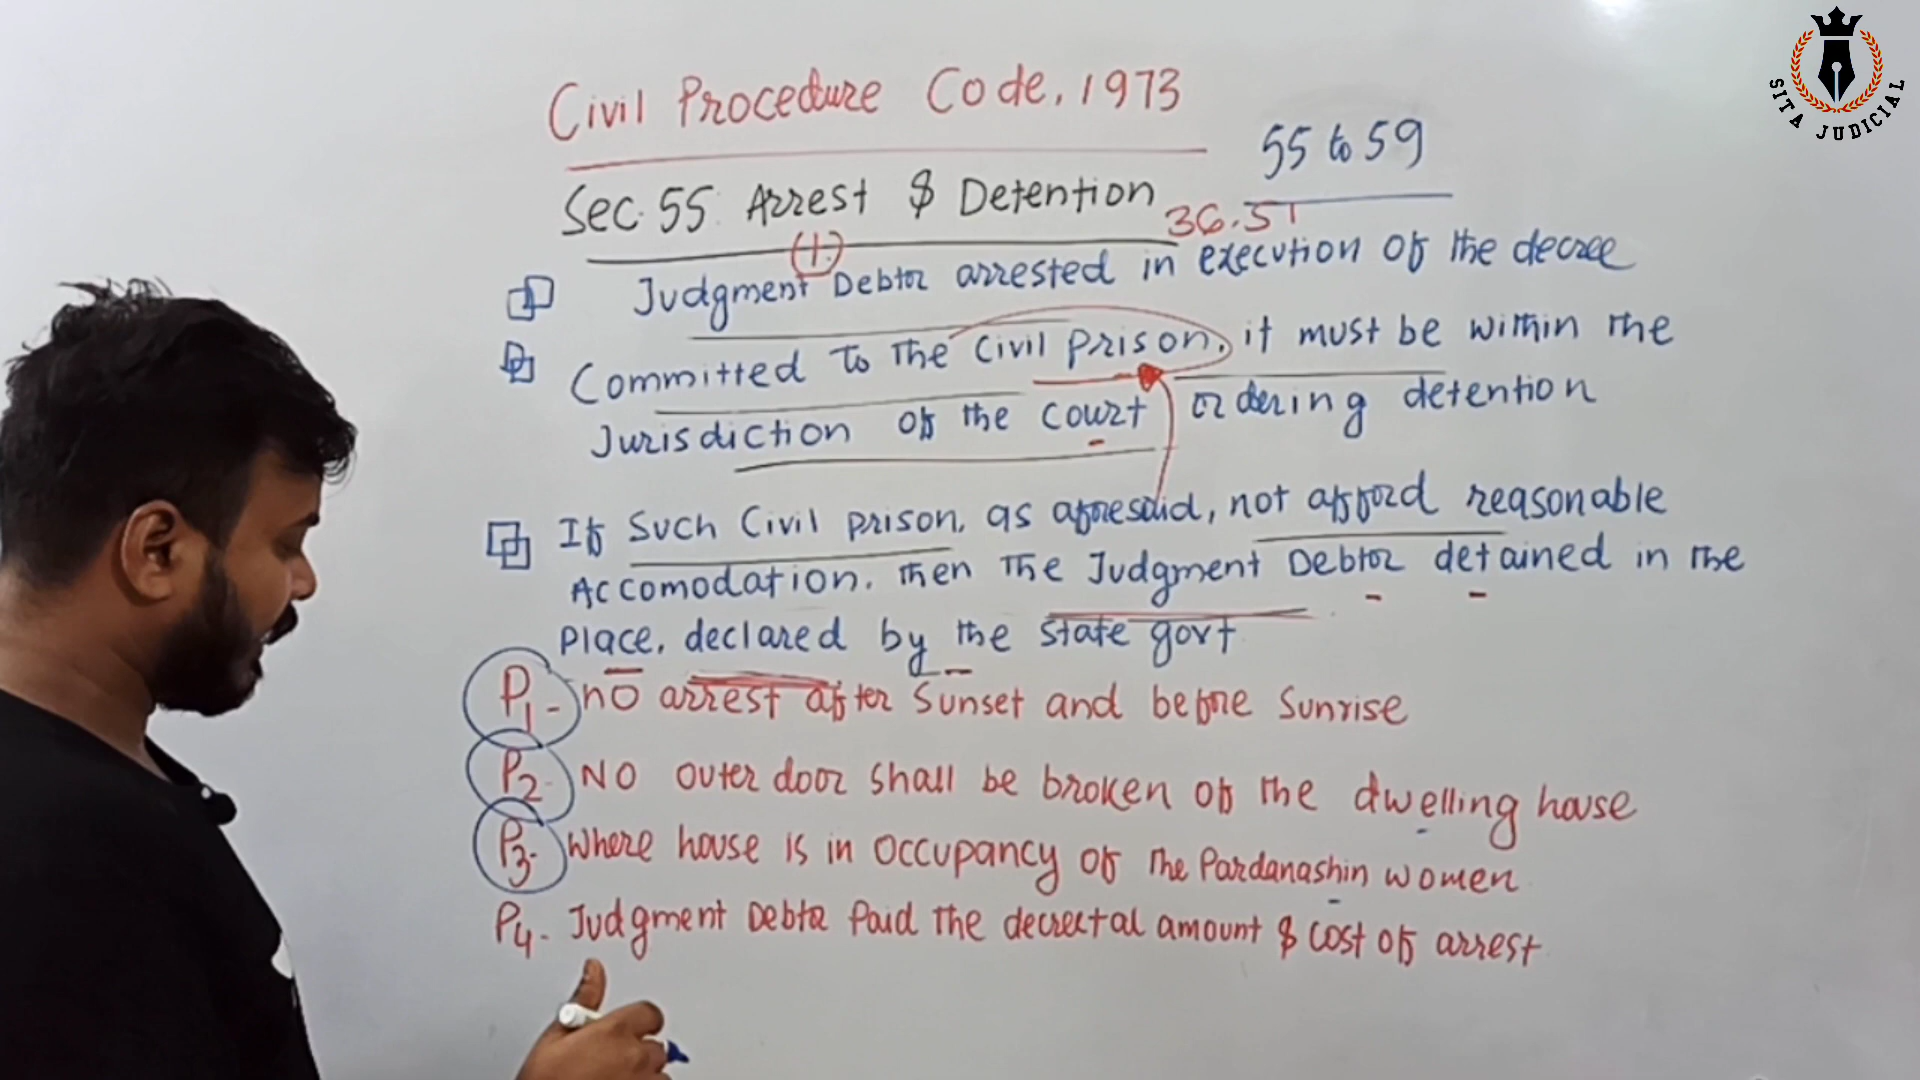 SITA JUDICIAL
Civil Procedure Code, 1973
55 to 59
Sec. 55. Arrest & Detention
36.51
(1.)
Judgment Debtor arrested in execution of the decree
Committed to the civil prison, it must be within the
Jurisdiction of the court ordering detention
If Such Civil prison, as aforesaid, not afford reasonable
Accomodation. then the Judgment Debtor detained in the
Place, declared by the state govt.
P1 - no arrest after Sunset and before Sunrise
P2 - NO outer door shall be broken of the dwelling house
P3 - Where house is in occupancy of the Pardanashin women
P4 - Judgment Debtor Paid the decreetal amount & cost of arrest